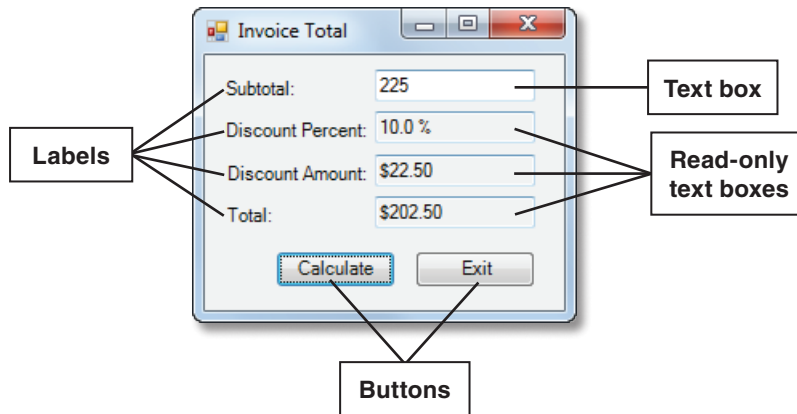 Invoice Total
Subtotal: 225
Text box
Discount Percent: 10.0 %
Labels
Read-only
text boxes
Discount Amount: $22.50
Total: $202.50
Calculate Exit
Buttons